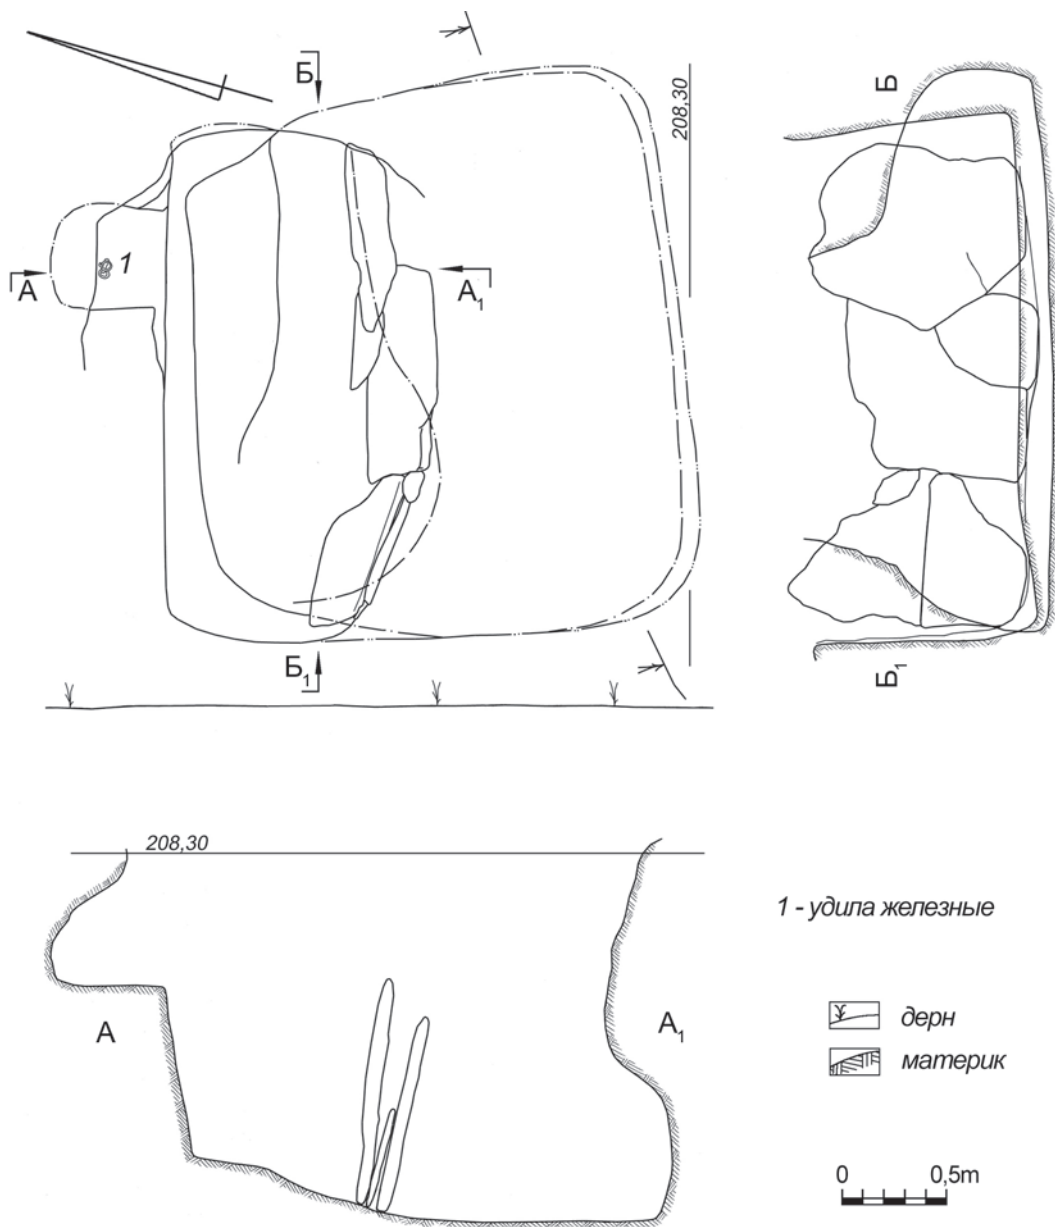 Б
208,30
Б
1
А
А1
Б1
Б1
208,30
1 - удила железные
А
А1
дерн
материк
0 0,5m